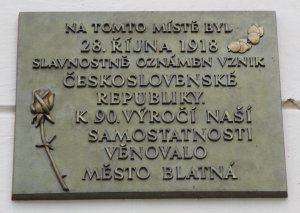 NA TOMTO MÍSTĚ BYL
28. ŘÍJNA 1918
SLAVNOSTNĚ OZNÁMEN VZNIK
ČESKOSLOVENSKÉ
REPUBLIKY.
K 90. VÝROČÍ NAŠÍ
SAMOSTATNOSTI
VĚNOVALO
MĚSTO BLATNÁ